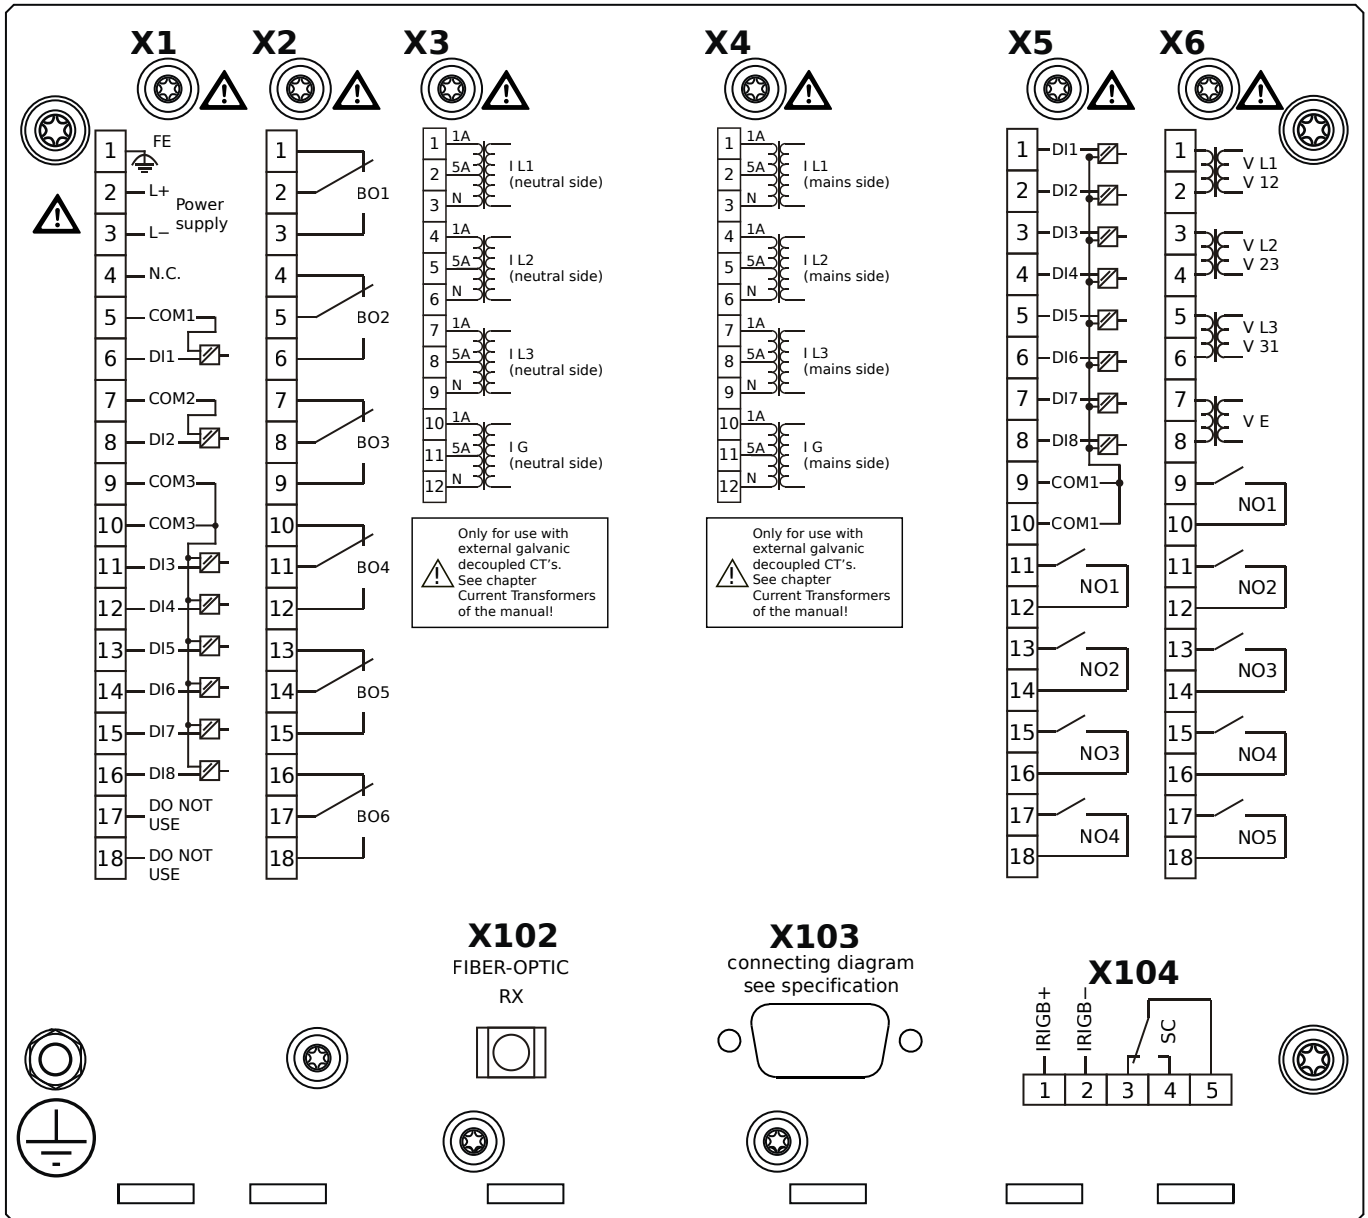 X1
X2
X3
X4
X5
X6
1
FE
2
L+
Power
supply
3
L−
4
N.C.
5
COM1
6
DI1
7
COM2
8
DI2
9
COM3
10
COM3
11
DI3
12
DI4
13
DI5
14
DI6
15
DI7
16
DI8
17
DO NOT
USE
18
DO NOT
USE
1
2
BO1
3
4
5
BO2
6
7
8
BO3
9
10
11
BO4
12
13
14
BO5
15
16
17
BO6
18
1 1A
2 5A
3 N
I L1
(neutral side)
4 1A
5 5A
6 N
I L2
(neutral side)
7 1A
8 5A
9 N
I L3
(neutral side)
10 1A
11 5A
12 N
I G
(neutral side)
Only for use with
external galvanic
decoupled CT's.
See chapter
Current Transformers
of the manual!
1 1A
2 5A
3 N
I L1
(mains side)
4 1A
5 5A
6 N
I L2
(mains side)
7 1A
8 5A
9 N
I L3
(mains side)
10 1A
11 5A
12 N
I G
(mains side)
Only for use with
external galvanic
decoupled CT's.
See chapter
Current Transformers
of the manual!
1 DI1
2 DI2
3 DI3
4 DI4
5 DI5
6 DI6
7 DI7
8 DI8
9 COM1
10 COM1
11
NO1
12
13
NO2
14
15
NO3
16
17
NO4
18
1
V L1
V 12
2
3
V L2
V 23
4
5
V L3
V 31
6
7
V E
8
9
NO1
10
11
NO2
12
13
NO3
14
15
NO4
16
17
NO5
18
X102
FIBER-OPTIC
RX
X103
connecting diagram
see specification
X104
IRIGB+
IRIGB−
SC
1 2 3 4 5